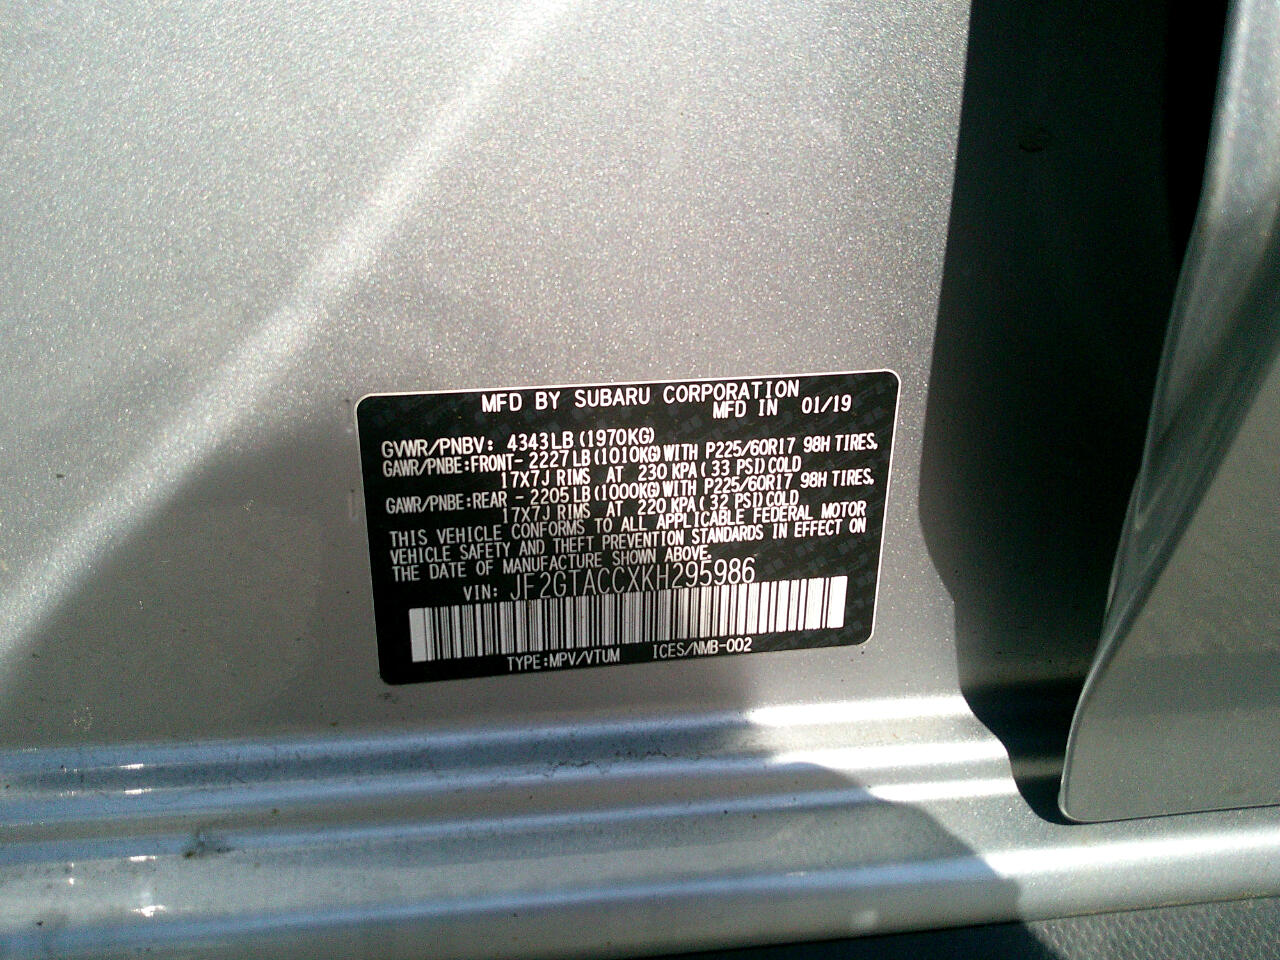 MFD BY SUBARU CORPORATION
MFD IN 01/19
GVWR/PNBV: 4343LB(1970KG)
GAWR/PNBE:FRONT- 2227LB(1010KG)WITH P225/60R17 98H TIRES,
17X7J RIMS AT 230 KPA(33 PSI)COLD
GAWR/PNBE:REAR - 2205LB(1000KG)WITH P225/60R17 98H TIRES,
17X7J RIMS AT 220 KPA(32 PSI)COLD
THIS VEHICLE CONFORMS TO ALL APPLICABLE FEDERAL MOTOR
VEHICLE SAFETY AND THEFT PREVENTION STANDARDS IN EFFECT ON
THE DATE OF MANUFACTURE SHOWN ABOVE.
VIN: JF2GTACCXKH295986
TYPE:MPV/VTUM ICES/NMB-002